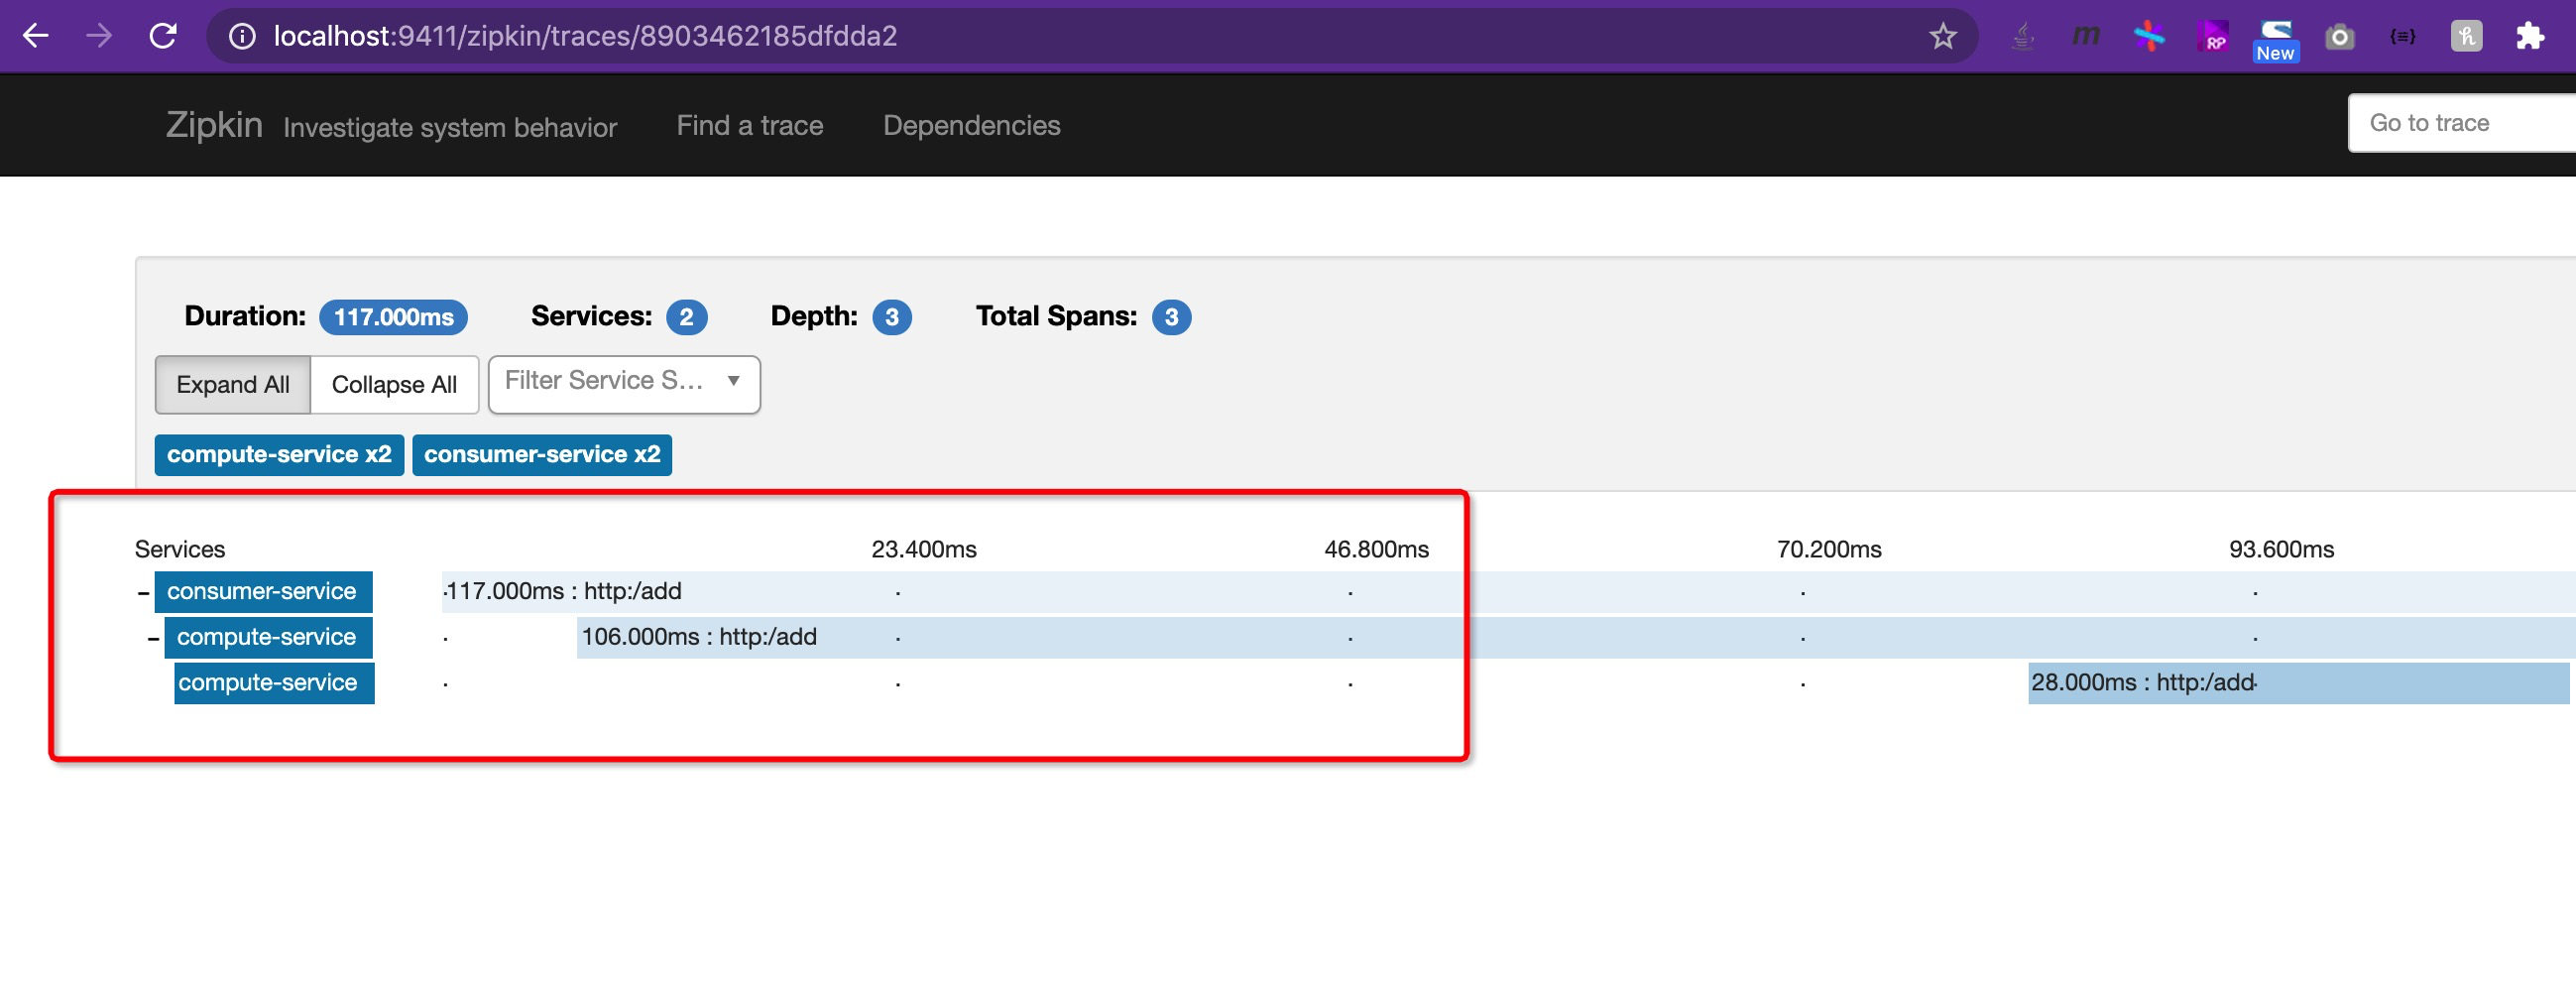 localhost:9411/zipkin/traces/8903462185dfdda2
m
RP
New
Zipkin Investigate system behavior Find a trace Dependencies Go to trace
Duration: 117.000ms Services: 2 Depth: 3 Total Spans: 3
Expand All Collapse All Filter Service S...
compute-service x2 consumer-service x2
Services 23.400ms 46.800ms 70.200ms 93.600ms
- consumer-service 117.000ms : http:/add
- compute-service 106.000ms : http:/add
compute-service 28.000ms : http:/add